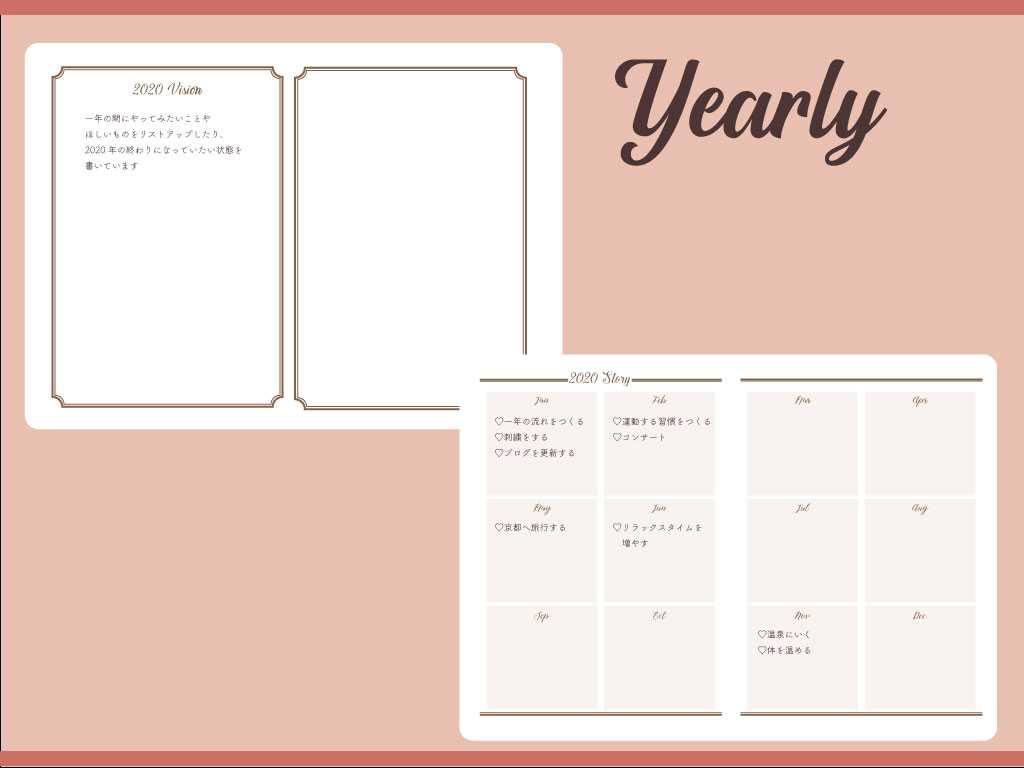 Yearly
2020 Vision
一年の間にやってみたいことや
ほしいものをリストアップしたり、
2020 年の終わりになっていたい状態を
書いています
2020 Story
Jan
♡一年の流れをつくる
♡刺繍をする
♡ブログを更新する
Feb
♡運動する習慣をつくる
♡コンサート
Mar
Apr
May
♡京都へ旅行する
Jun
♡リラックスタイムを
増やす
Jul
Aug
Sep
Oct
Nov
♡温泉にいく
♡体を温める
Dec